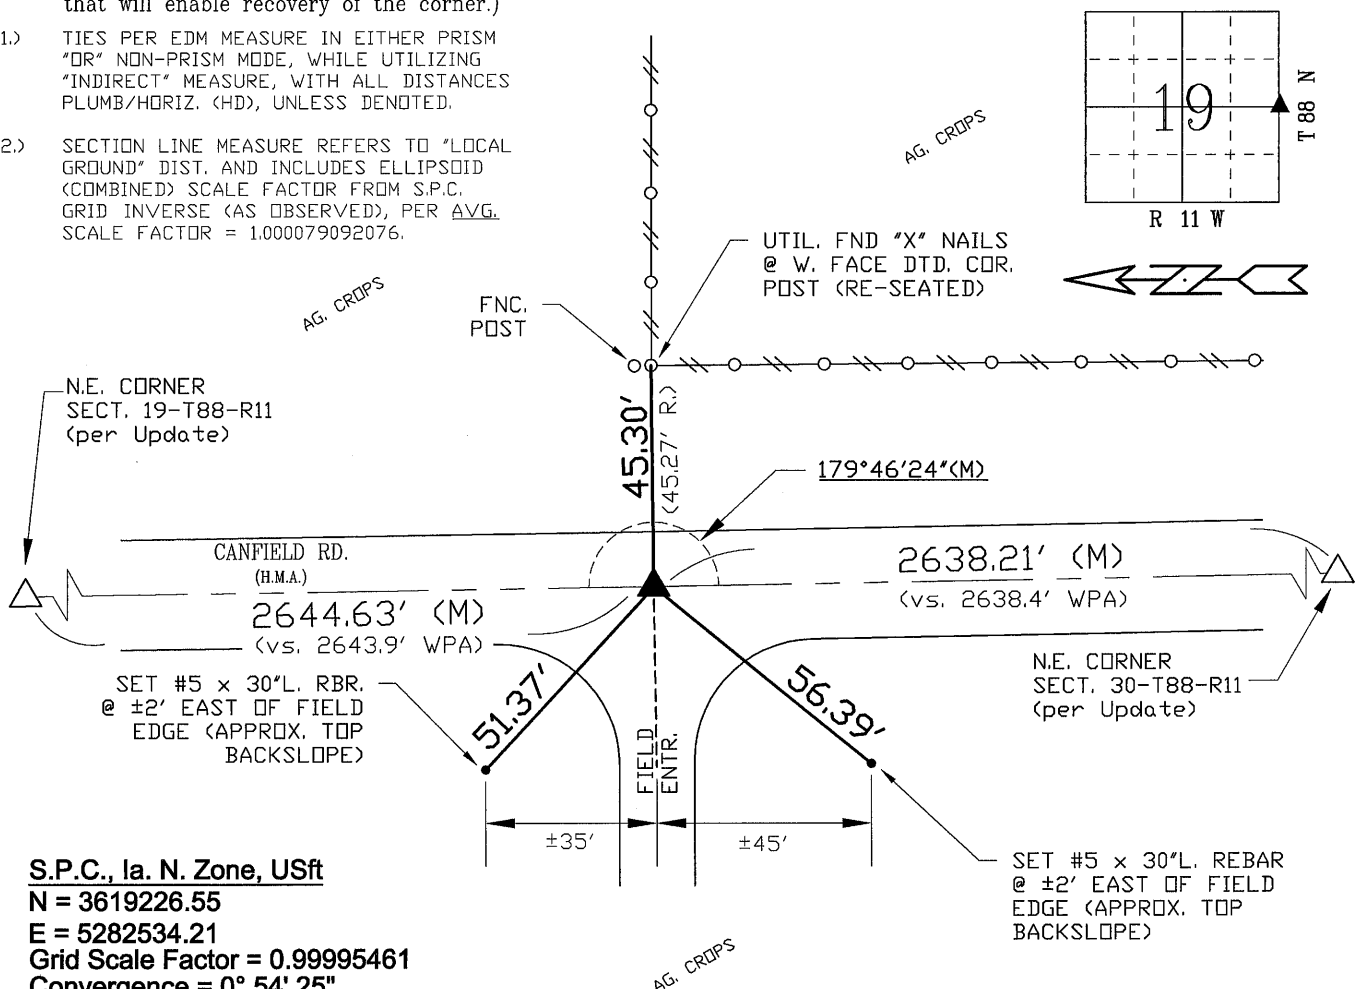 that will enable recovery of the corner.)
1.) TIES PER EDM MEASURE IN EITHER PRISM
"OR" NON-PRISM MODE, WHILE UTILIZING
"INDIRECT" MEASURE, WITH ALL DISTANCES
PLUMB/HORIZ. (HD), UNLESS DENOTED.
2.) SECTION LINE MEASURE REFERS TO "LOCAL
GROUND" DIST. AND INCLUDES ELLIPSOID
(COMBINED) SCALE FACTOR FROM S.P.C.
GRID INVERSE (AS OBSERVED), PER AVG.
SCALE FACTOR = 1.000079092076.
AG. CROPS
19
T 88 N
R 11 W
UTIL. FND "X" NAILS
@ W. FACE DTD. COR.
POST (RE-SEATED)
Z
AG. CROPS
FNC.
POST
N.E. CORNER
SECT. 19-T88-R11
(per Update)
45.30'
(45.27' R.)
179°46'24"(M)
CANFIELD RD.
(H.M.A.)
2644.63' (M)
(vs. 2643.9' WPA)
2638.21' (M)
(vs. 2638.4' WPA)
N.E. CORNER
SECT. 30-T88-R11
(per Update)
SET #5 x 30"L. RBR.
@ ±2' EAST OF FIELD
EDGE (APPROX. TOP
BACKSLOPE)
51.37'
56.39'
FIELD
ENTR.
±35'
±45'
SET #5 x 30"L. REBAR
@ ±2' EAST OF FIELD
EDGE (APPROX. TOP
BACKSLOPE)
S.P.C., Ia. N. Zone, USft
N = 3619226.55
E = 5282534.21
Grid Scale Factor = 0.99995461
Convergence = 0° 54' 25"
AG. CROPS